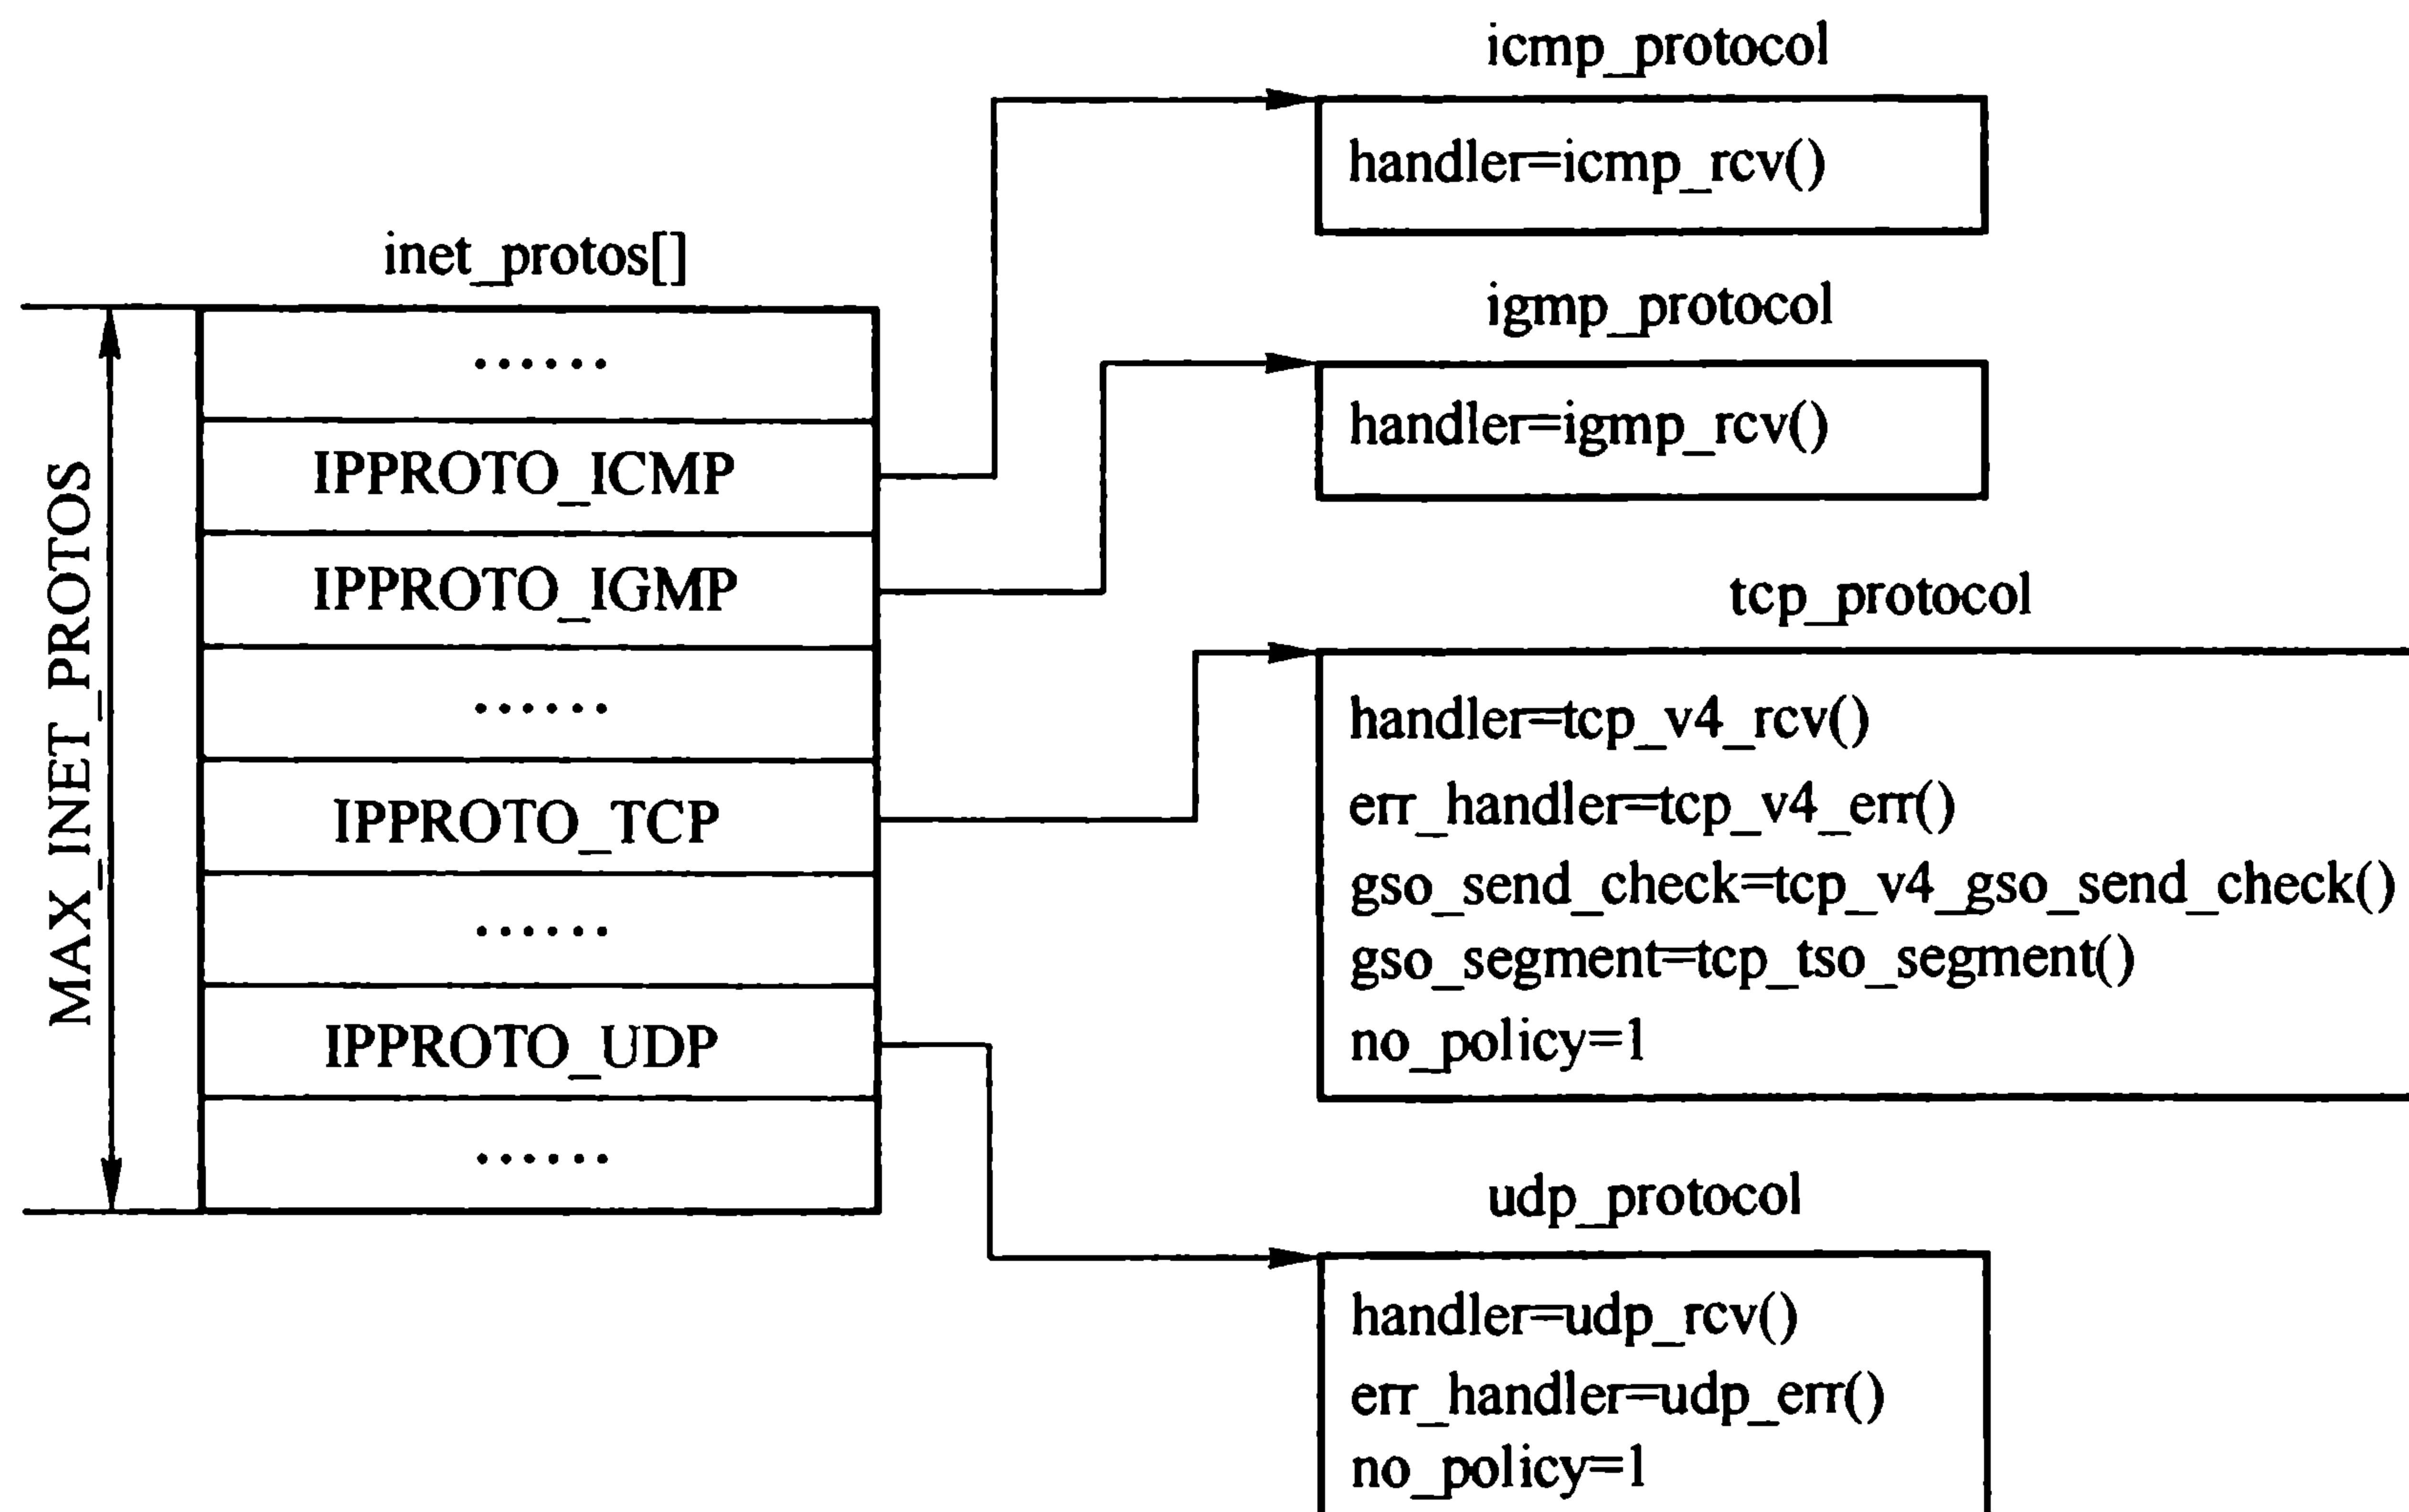 icmp_protocol
handler=icmp_rcv()
inet_protos[]
igmp_protocol
handler=igmp_rcv()
MAX_INET_PROTOS
......
IPPROTO_ICMP
IPPROTO_IGMP
......
IPPROTO_TCP
......
IPPROTO_UDP
......
tcp_protocol
handler=tcp_v4_rcv()
err_handler=tcp_v4_err()
gso_send_check=tcp_v4_gso_send_check()
gso_segment=tcp_tso_segment()
no_policy=1
udp_protocol
handler=udp_rcv()
err_handler=udp_err()
no_policy=1